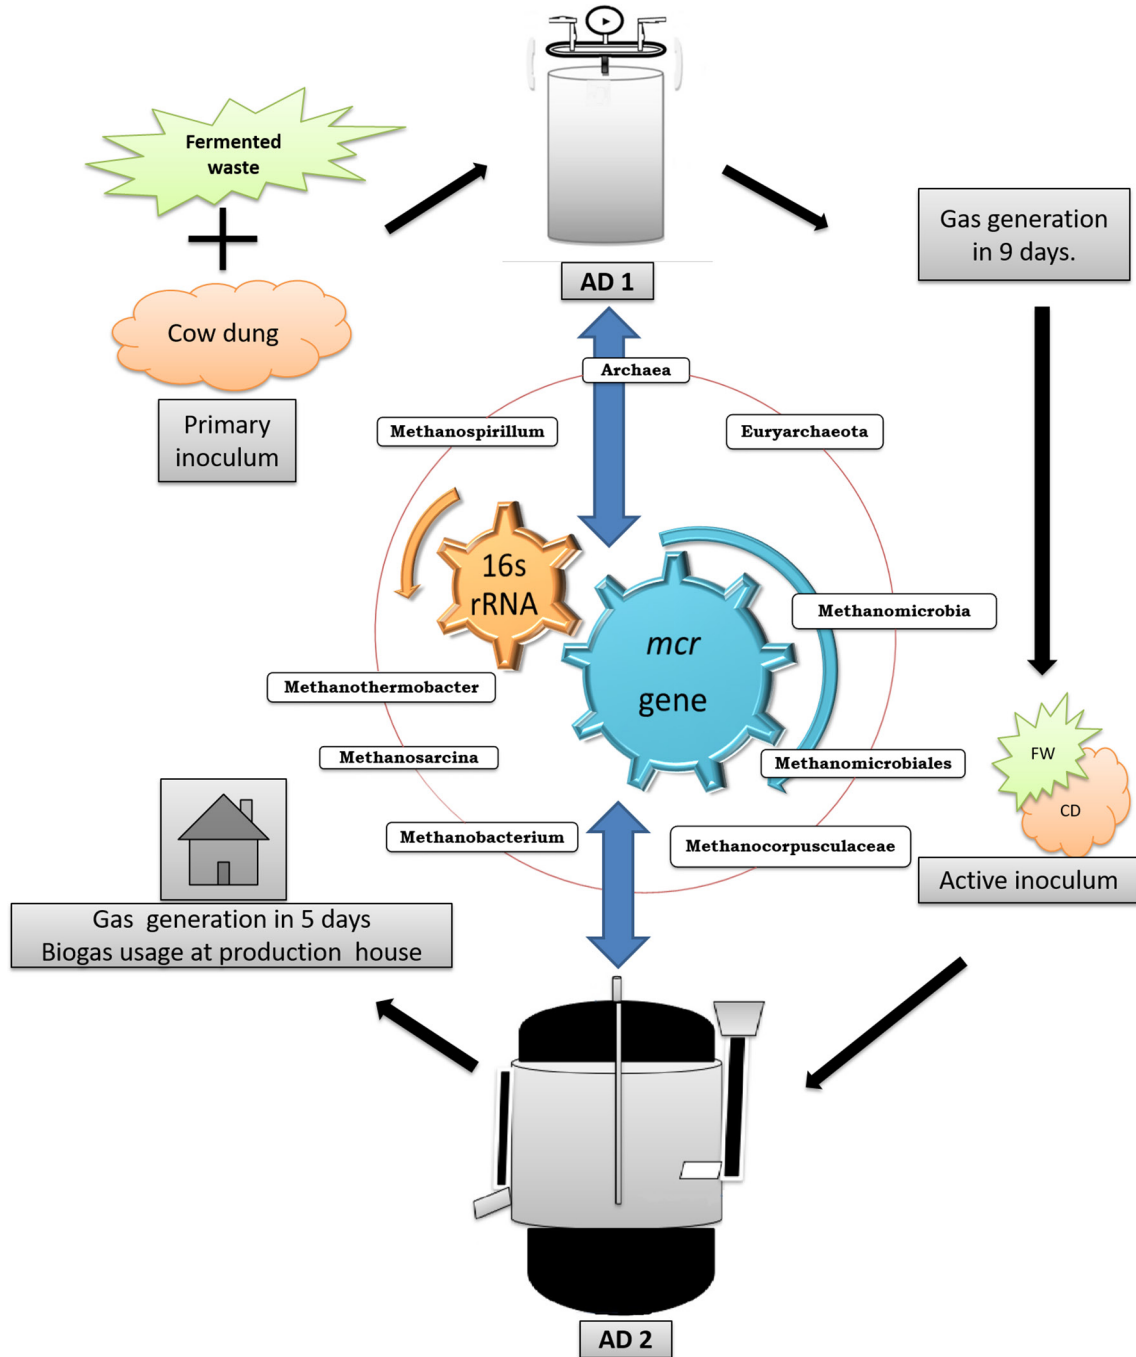 Fermented
waste
Cow dung
Primary
inoculum
AD 1
Gas generation
in 9 days.
Archaea
Methanospirillum
Euryarchaeota
16s
rRNA
mcr
gene
Methanomicrobia
Methanothermobacter
Methanosarcina
Methanomicrobiales
Methanobacterium
Methanocorpusculaceae
FW
CD
Active inoculum
Gas generation in 5 days
Biogas usage at production house
AD 2